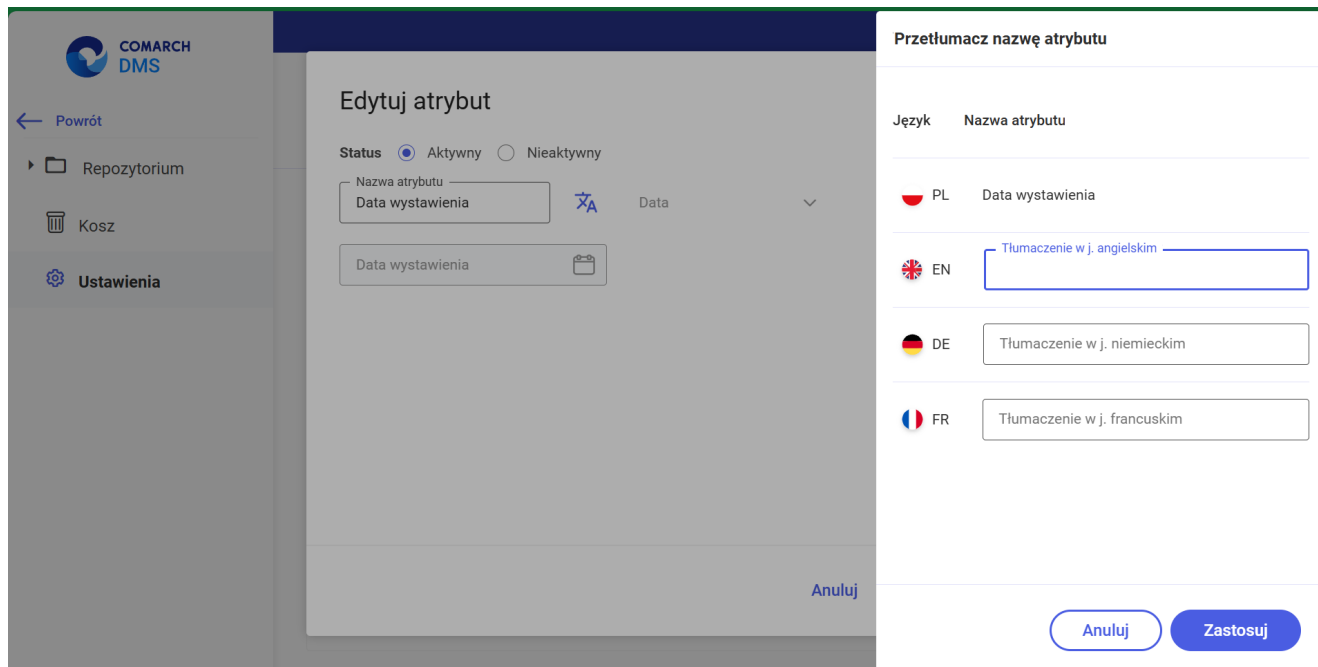 COMARCH
DMS
Powrót
Repozytorium
Kosz
Ustawienia
Edytuj atrybut
Status Aktywny Nieaktywny
Nazwa atrybutu
Data wystawienia
Data
Data wystawienia
Anuluj
Przetłumacz nazwę atrybutu
Język Nazwa atrybutu
PL Data wystawienia
Tłumaczenie w j. angielskim
EN
DE Tłumaczenie w j. niemieckim
FR Tłumaczenie w j. francuskim
Anuluj Zastosuj